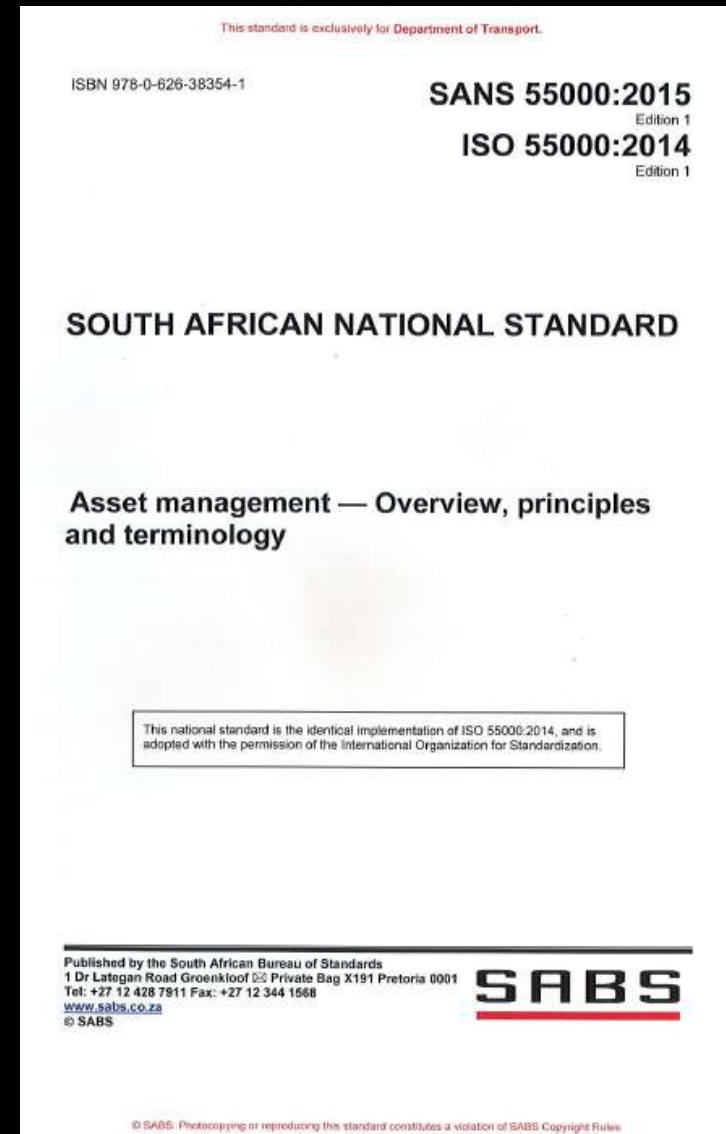 This standard is exclusively for Department of Transport.
ISBN 978-0-626-38354-1
SANS 55000:2015
Edition 1
ISO 55000:2014
Edition 1
SOUTH AFRICAN NATIONAL STANDARD
Asset management — Overview, principles
and terminology
This national standard is the identical implementation of ISO 55000:2014, and is
adopted with the permission of the International Organization for Standardization.
Published by the South African Bureau of Standards
1 Dr Lategan Road Groenkloof ✉ Private Bag X191 Pretoria 0001
Tel: +27 12 428 7911 Fax: +27 12 344 1568
www.sabs.co.za
© SABS
SABS
© SABS. Photocopying or reproducing this standard constitutes a violation of SABS Copyright Rules